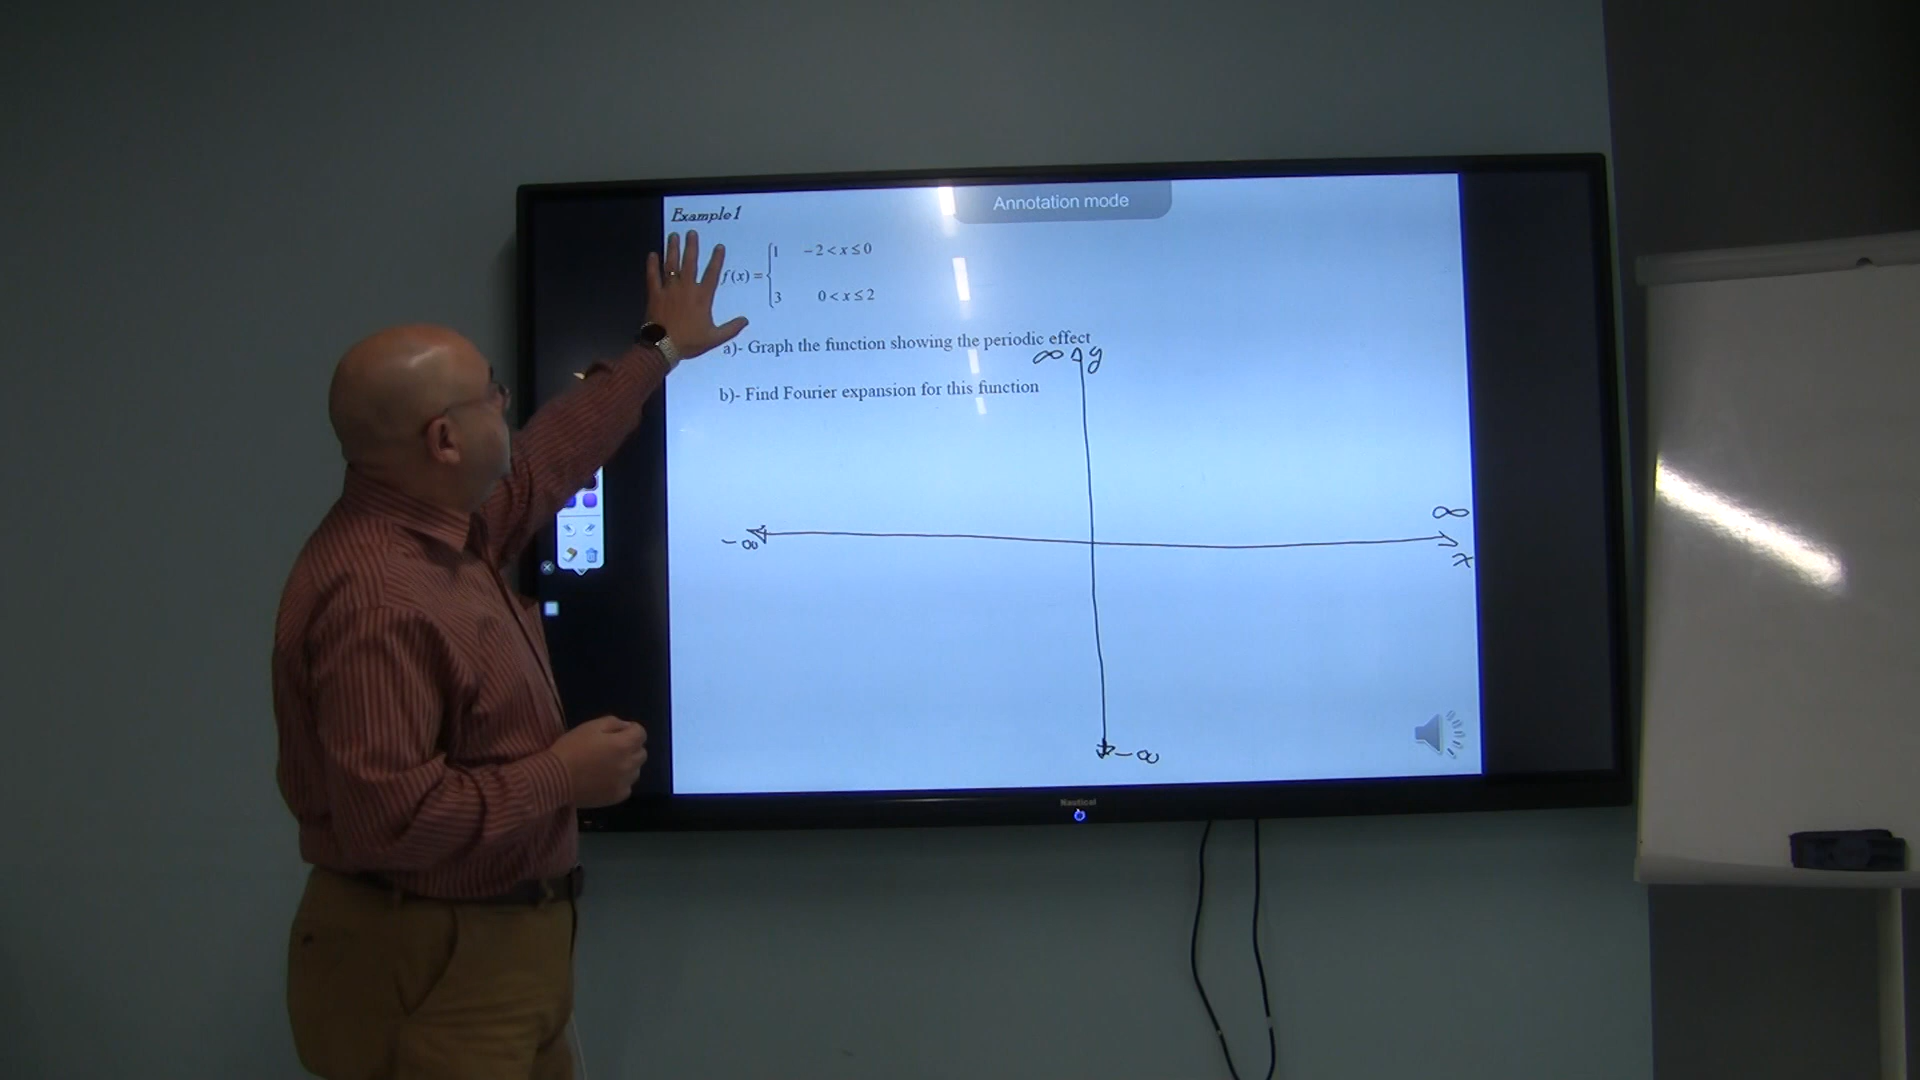 Annotation mode
Example 1
f(x) = { 1 -2 < x ≤ 0
3 0 < x ≤ 2
a)- Graph the function showing the periodic effect
∞ y
b)- Find Fourier expansion for this function
∞
-∞
x
-∞
Nautical